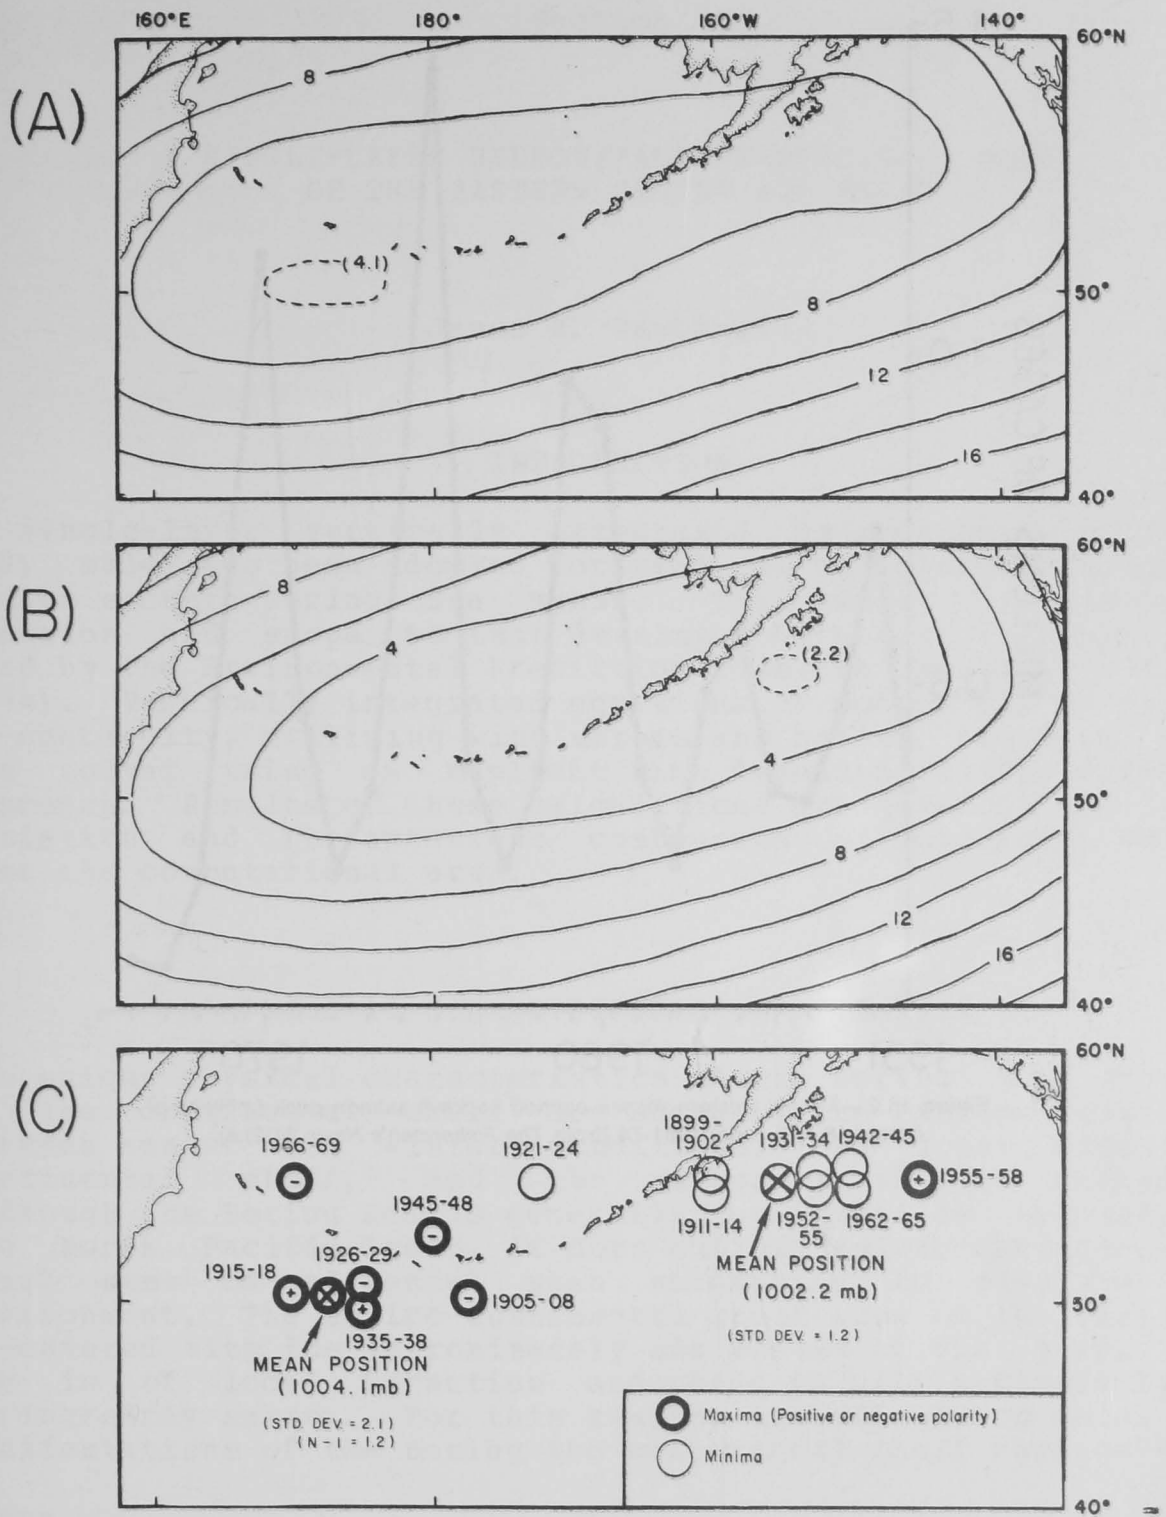 160°E 180° 160°W 140°
60°N
(A)
8
(4.1)
50°
8
12
16
40°
60°N
(B)
8
4
(2.2)
4
50°
8
12
16
40°
(C)
60°N
1966-69
1921-24
1899-
1902
1931-34
1942-45
1945-48
-
+
1955-58
-
1911-14
1952-
55
1962-65
1926-29
MEAN POSITION
(1002.2 mb)
1915-18
+
-
+
-
1905-08
50°
1935-38
(STD. DEV. = 1.2)
MEAN POSITION
(1004.1mb)
(STD. DEV. = 2.1)
(N-1 = 1.2)
Maxima (Positive or negative polarity)
Minima
40°